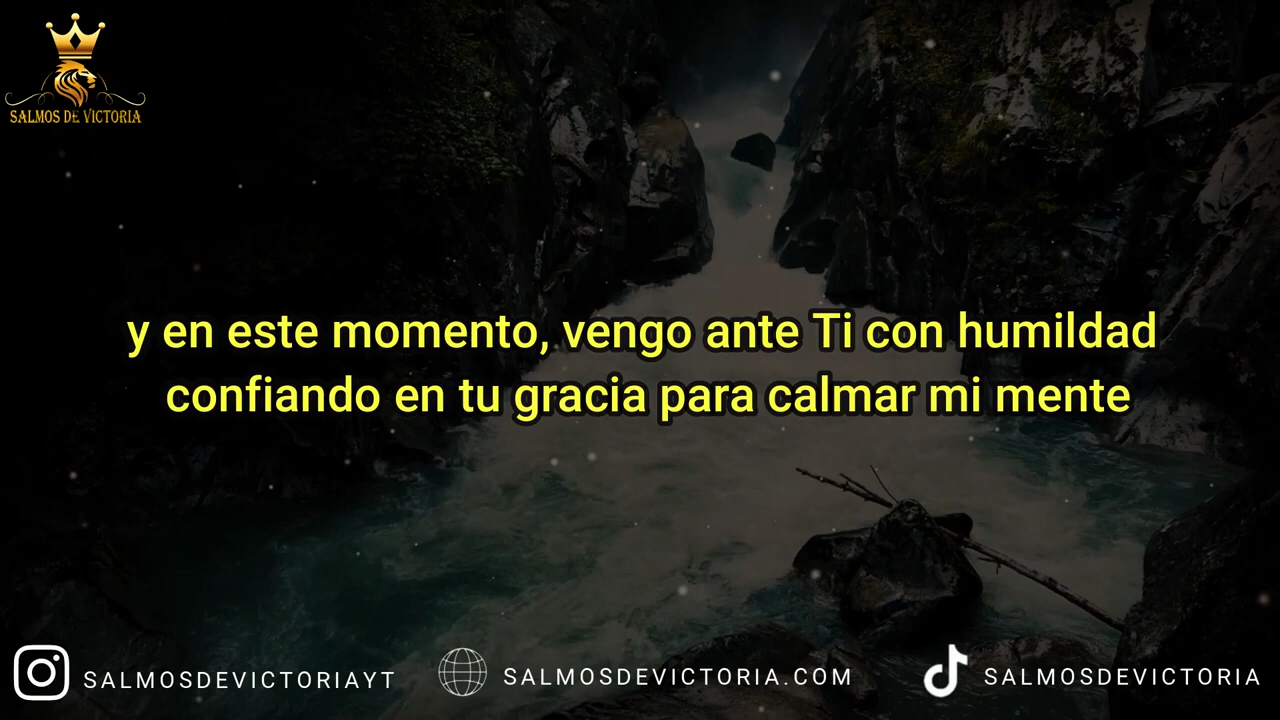 SALMOS DE VICTORIA
y en este momento, vengo ante Ti con humildad
confiando en tu gracia para calmar mi mente
SALMOSDEVICTORIAYT
SALMOSDEVICTORIA.COM
SALMOSDEVICTORIA